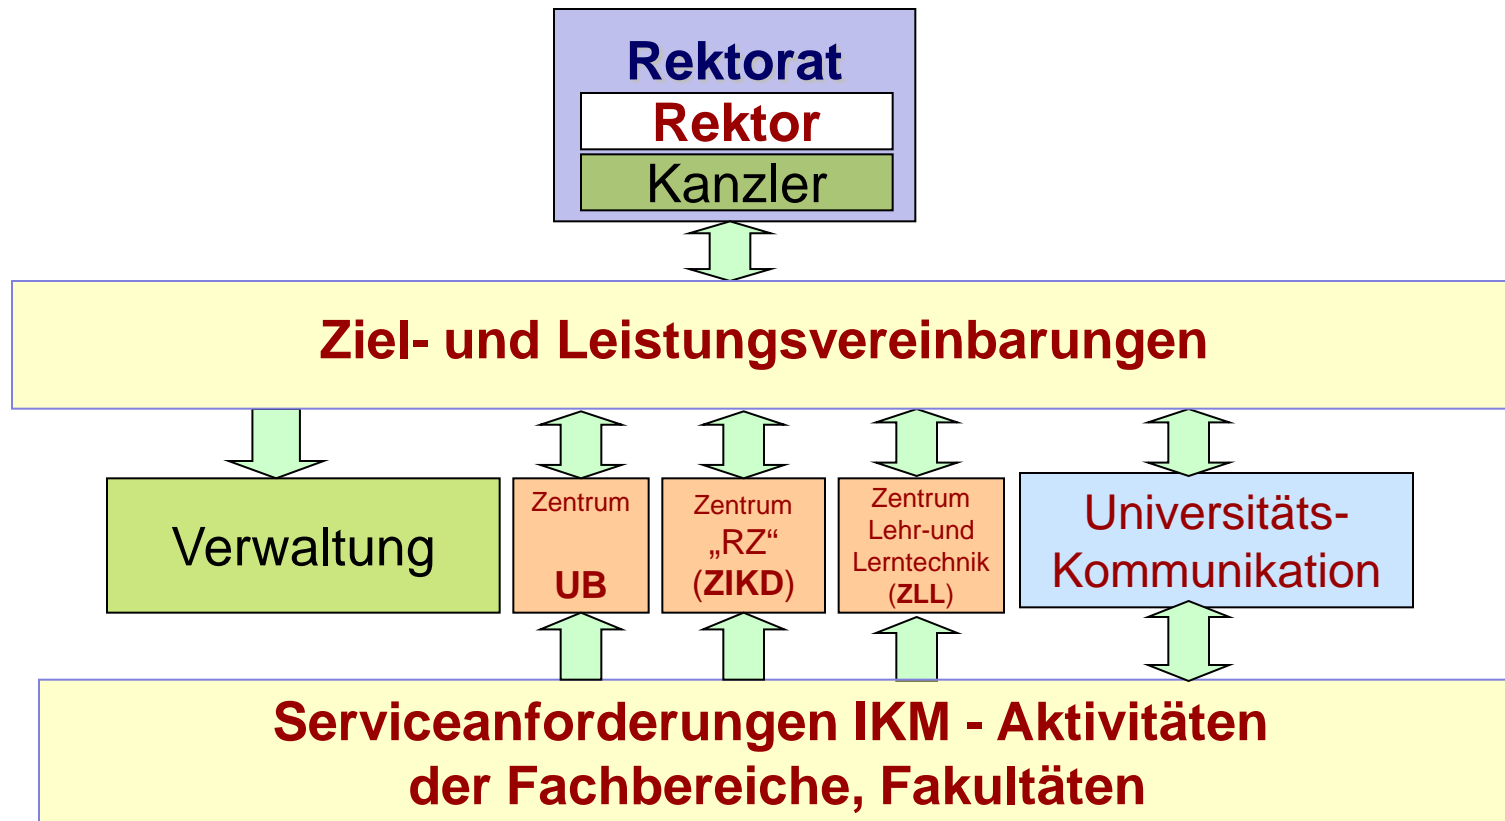 Rektorat
Rektor
Kanzler
Ziel- und Leistungsvereinbarungen
Verwaltung
Zentrum
UB
Zentrum
„RZ“
(ZIKD)
Zentrum
Lehr-und
Lerntechnik
(ZLL)
Universitäts-
Kommunikation
Serviceanforderungen IKM - Aktivitäten
der Fachbereiche, Fakultäten